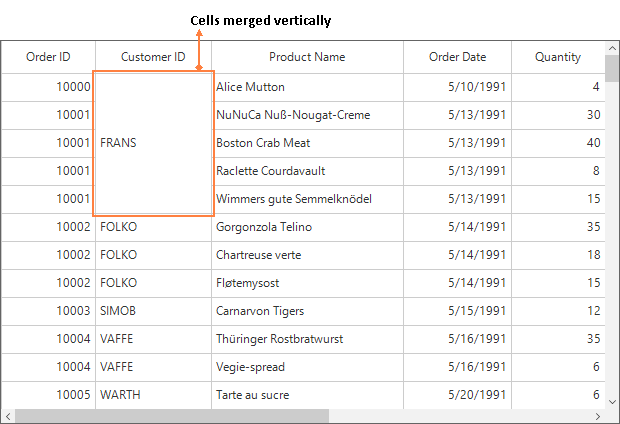 Cells merged vertically
Order ID Customer ID Product Name Order Date Quantity
10000 Alice Mutton 5/10/1991 4
10001 NuNuCa Nuß-Nougat-Creme 5/13/1991 30
10001 FRANS Boston Crab Meat 5/13/1991 40
10001 Raclette Courdavault 5/13/1991 8
10001 Wimmers gute Semmelknödel 5/13/1991 15
10002 FOLKO Gorgonzola Telino 5/14/1991 35
10002 FOLKO Chartreuse verte 5/14/1991 18
10002 FOLKO Fløtemysost 5/14/1991 15
10003 SIMOB Carnarvon Tigers 5/15/1991 12
10004 VAFFE Thüringer Rostbratwurst 5/16/1991 35
10004 VAFFE Vegie-spread 5/16/1991 6
10005 WARTH Tarte au sucre 5/20/1991 6